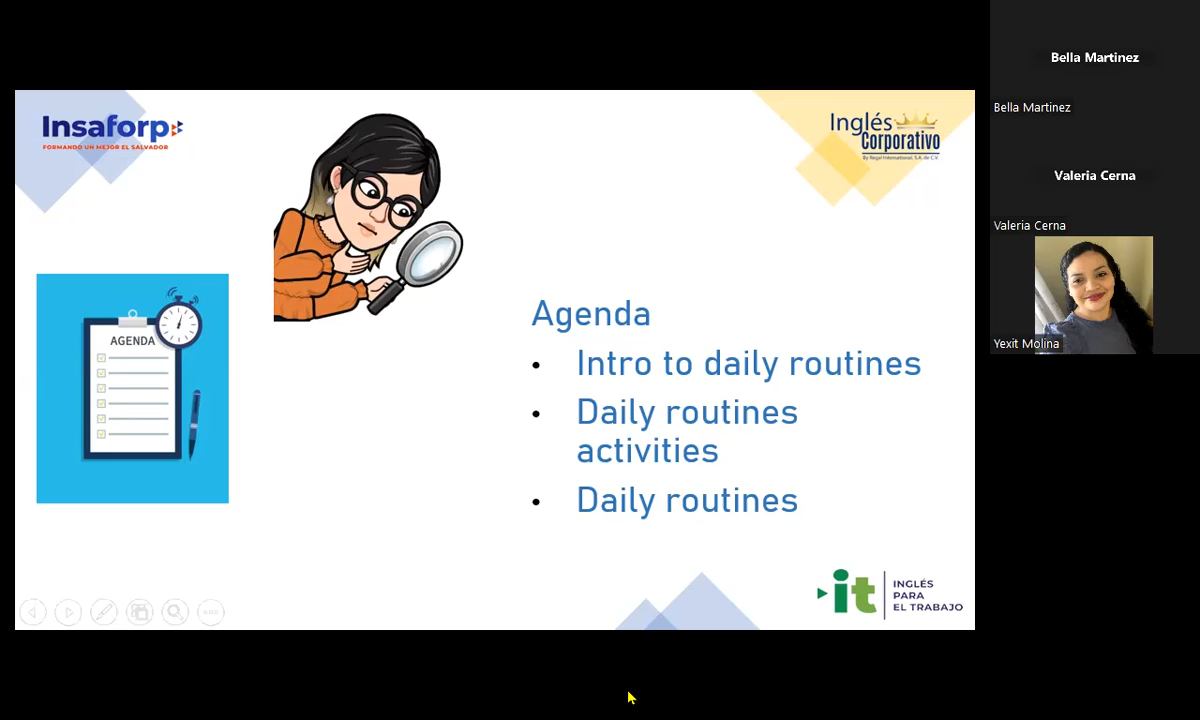 Insaforp
FORMANDO UN MEJOR EL SALVADOR
Inglés
Corporativo
By Regal International, S.A. de C.V.
AGENDA
Agenda
• Intro to daily routines
• Daily routines
activities
• Daily routines
it
INGLÉS
PARA
EL TRABAJO
Bella Martinez
Bella Martinez
Valeria Cerna
Valeria Cerna
Yexit Molina